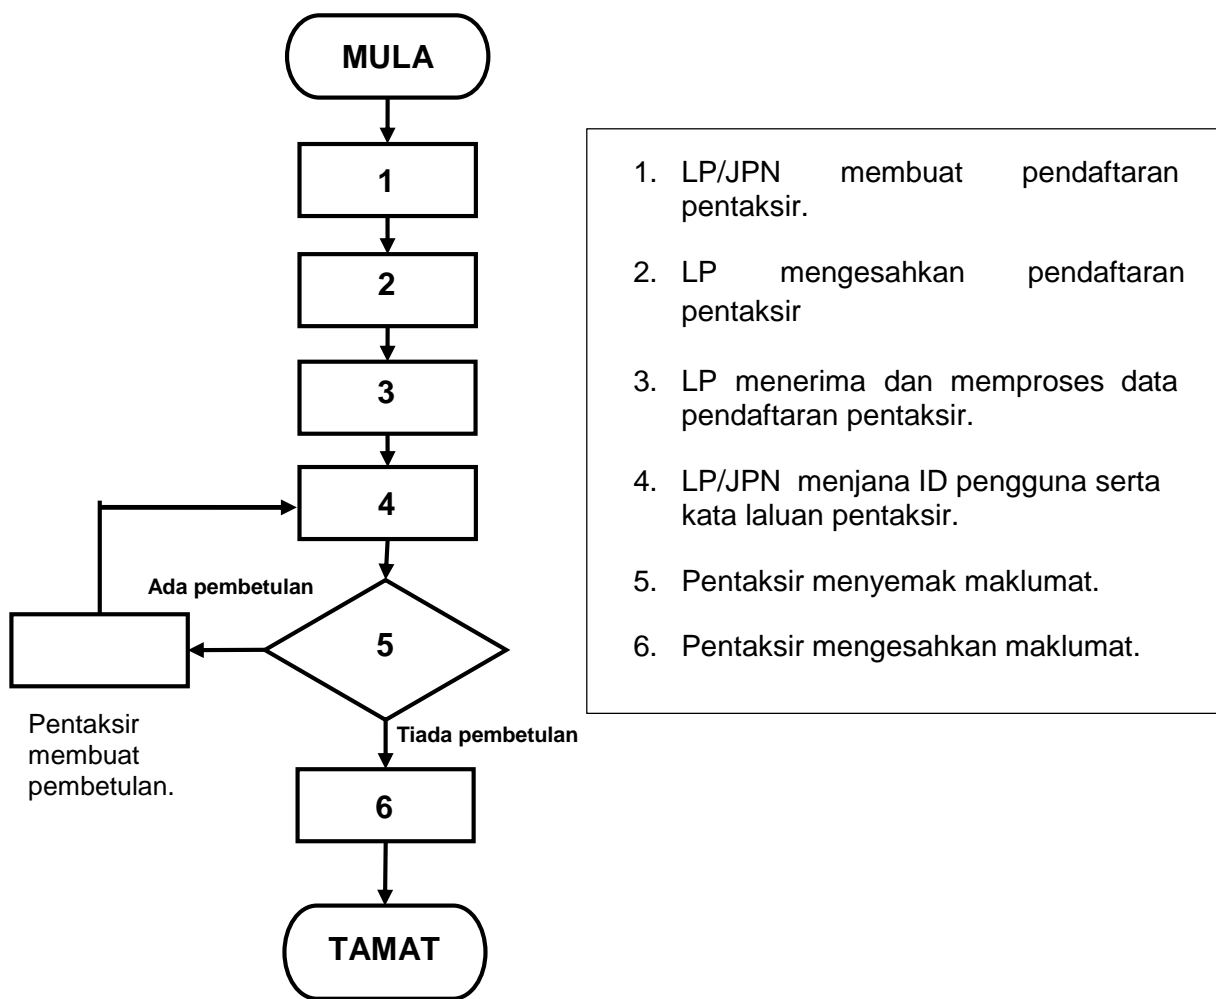 MULA
1
2
3
4
Ada pembetulan
5
Pentaksir
membuat
pembetulan.
Tiada pembetulan
6
TAMAT
1. LP/JPN membuat pendaftaran
pentaksir.
2. LP mengesahkan pendaftaran
pentaksir
3. LP menerima dan memproses data
pendaftaran pentaksir.
4. LP/JPN menjana ID pengguna serta
kata laluan pentaksir.
5. Pentaksir menyemak maklumat.
6. Pentaksir mengesahkan maklumat.